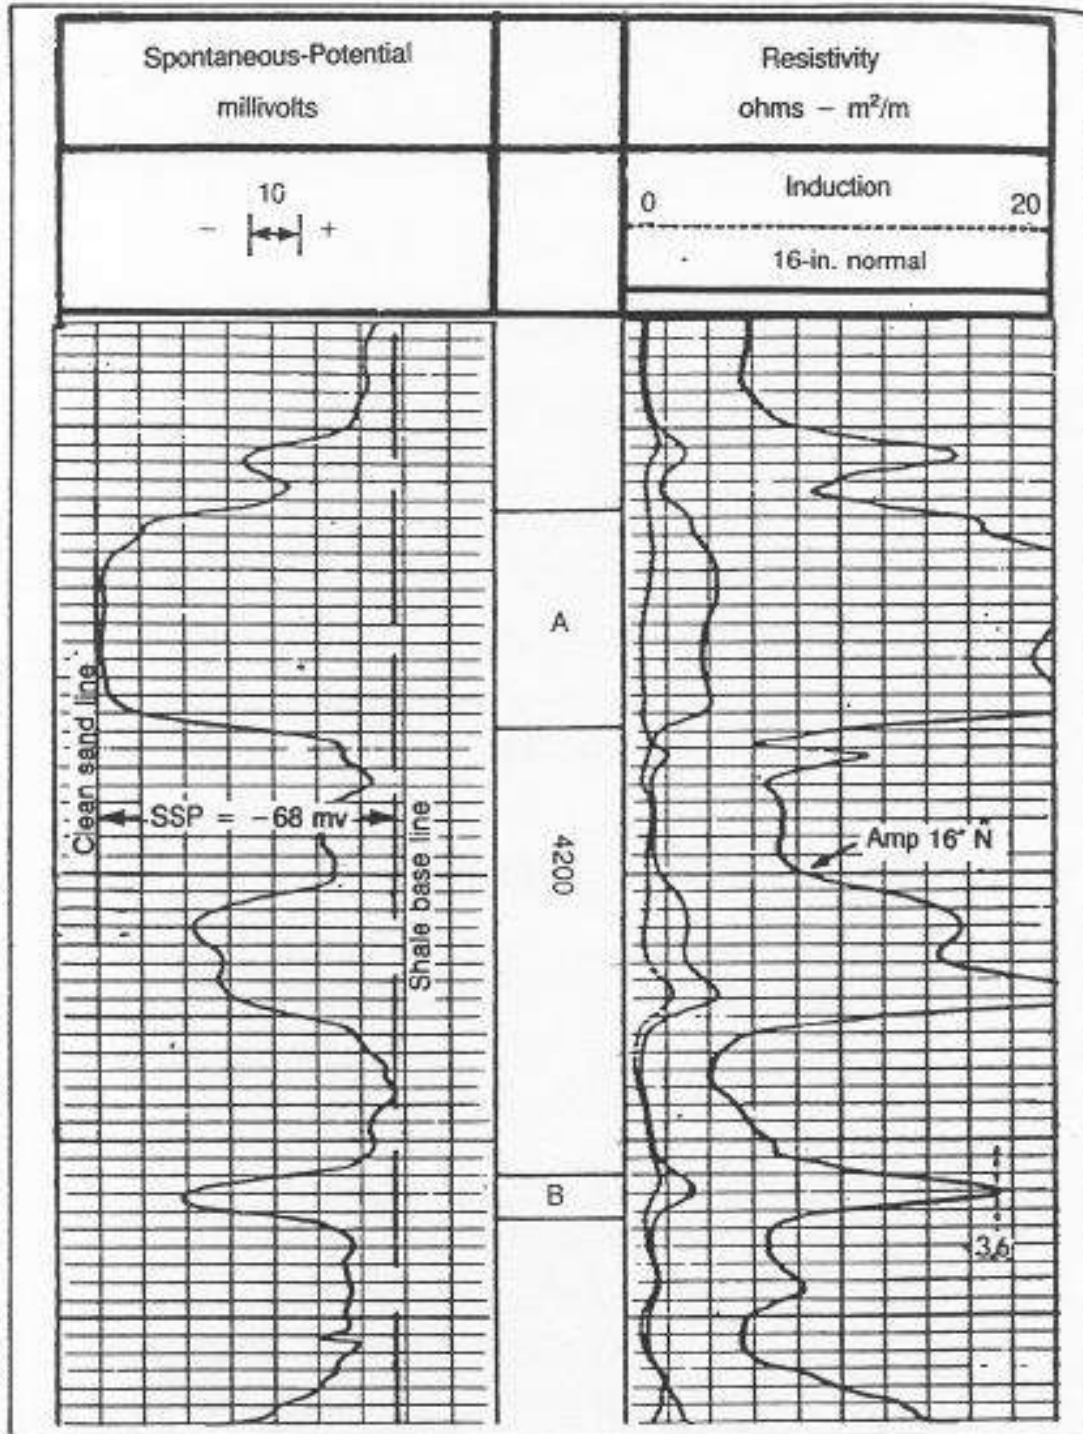 Spontaneous-Potential
millivolts
Resistivity
ohms – m²/m
10
– +
Induction
0 20
16-in. normal
A
Clean sand line
SSP = –68 mv
Shale base line
4200
Amp 16" N
B
3.6